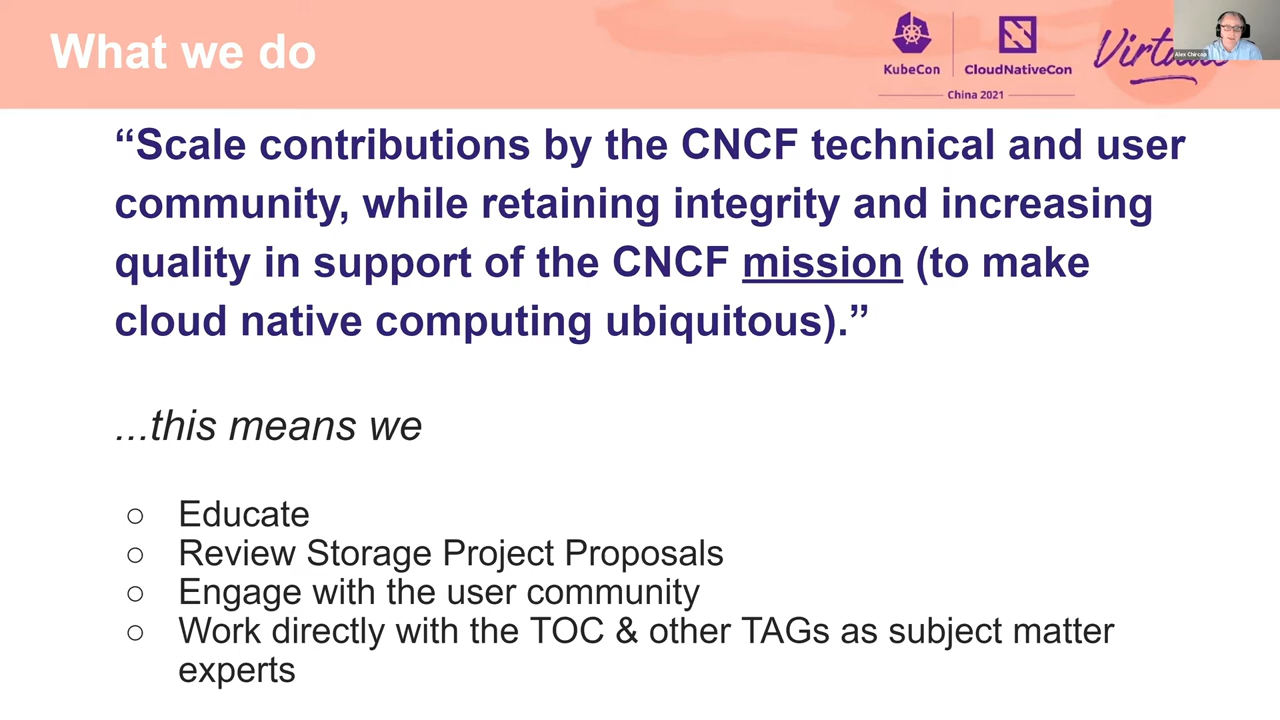 What we do
KubeCon
CloudNativeCon
China 2021
Alex Chircop
“Scale contributions by the CNCF technical and user
community, while retaining integrity and increasing
quality in support of the CNCF mission (to make
cloud native computing ubiquitous).”
...this means we
○ Educate
○ Review Storage Project Proposals
○ Engage with the user community
○ Work directly with the TOC & other TAGs as subject matter
experts